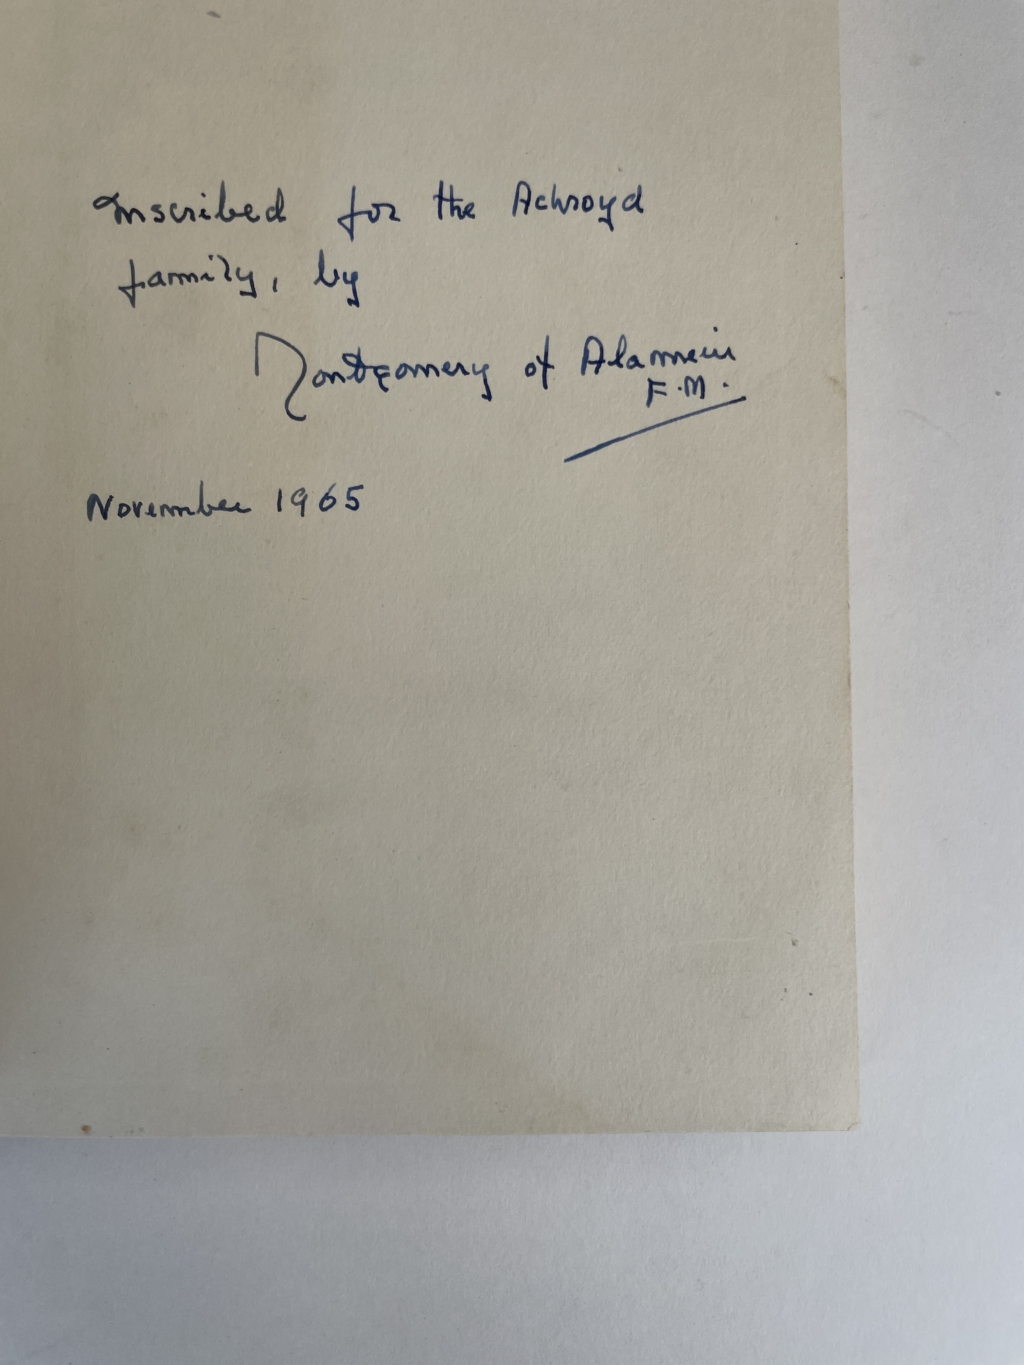 Inscribed for the Ackroyd
family, by
Montgomery of Alamein
F.M.
November 1965